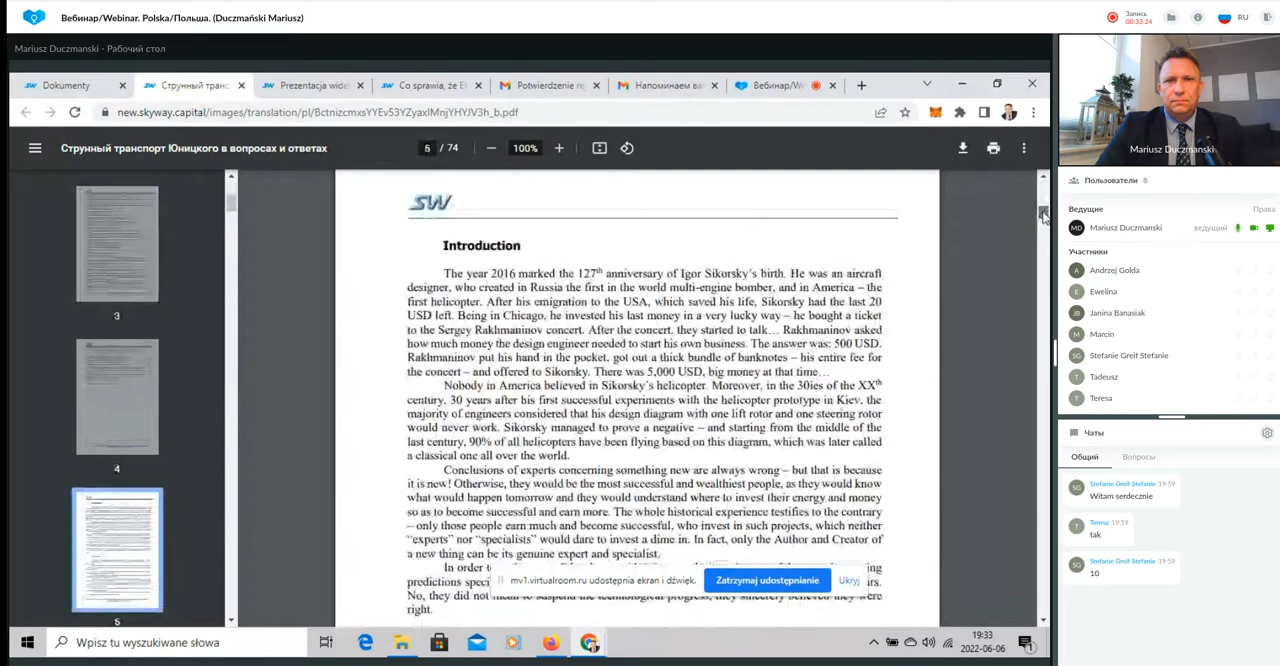 Вебинар/Webinar. Polska/Польша. (Duczmański Mariusz)
Запись
00:33:24
RU
Mariusz Duczmanski - Рабочий стол
Dokumenty
Струнный транс
Prezentacja wide
Co sprawia, że
Potwierdzenie re
Напоминаем ва
Вебинар/We
new.skyway.capital/images/translation/pl/8ctnizcmxsYYEv53YZyaxlMnjYHYJV3h_b.pdf
Струнный транспорт Юницкого в вопросах и ответах
5 / 74
100%
3
4
5
SW
Introduction
The year 2016 marked the 127th anniversary of Igor Sikorsky's birth. He was an aircraft
designer, who created in Russia the first in the world multi-engine bomber, and in America – the
first helicopter. After his emigration to the USA, which saved his life, Sikorsky had the last 20
USD left. Being in Chicago, he invested his last money in a very lucky way – he bought a ticket
to the Sergey Rakhmaninov concert. After the concert, they started to talk… Rakhmaninov asked
how much money the design engineer needed to start his own business. The answer was: 500 USD.
Rakhmaninov put his hand in the pocket, got out a thick bundle of banknotes – his entire fee for
the concert – and offered to Sikorsky. There was 5,000 USD, big money at that time…
Nobody in America believed in Sikorsky's helicopter. Moreover, in the 30ies of the XXth
century, 30 years after his first successful experiments with the helicopter prototype in Kiev, the
majority of engineers considered that his design diagram with one lift rotor and one steering rotor
would never work. Sikorsky managed to prove a negative – and starting from the middle of the
last century, 90% of all helicopters have been flying based on this diagram, which was later called
a classical one all over the world.
Conclusions of experts concerning something new are always wrong – but that is because
it is new! Otherwise, they would be the most successful and wealthiest people, as they would know
what would happen tomorrow and they would understand where to invest their energy and money
so as to become successful and earn more. The whole historical experience testifies to the contrary
– only those people earn much and become successful, who invest in such projects, which neither
"experts" nor "specialists" would dare to invest a dime in. In fact, only the Author and Creator of
a new thing can be its genuine expert and specialist.
In order
predictions
No, they did not mean to suspend the technological progress, they sincerely believed they were
right.
mv1.virtualroom.ru udostępnia ekran i dźwięk.
Zatrzymaj udostępnianie
Ukryj
Wpisz tu wyszukiwane słowa
19:33
2022-06-06
1
Mariusz Duczmanski
Пользователи 8
Ведущие
Права
MD
Mariusz Duczmanski
ведущий
Участники
A
Andrzej Golda
E
Ewelina
JB
Janina Banasiak
M
Marcin
SG
Stefanie Greif Stefanie
T
Tadeusz
T
Teresa
Чаты
Общий
Вопросы
SG
Stefanie Greif Stefanie 19:59
Witam serdecznie
T
Teresa 19:59
tak
SG
Stefanie Greif Stefanie 19:59
10